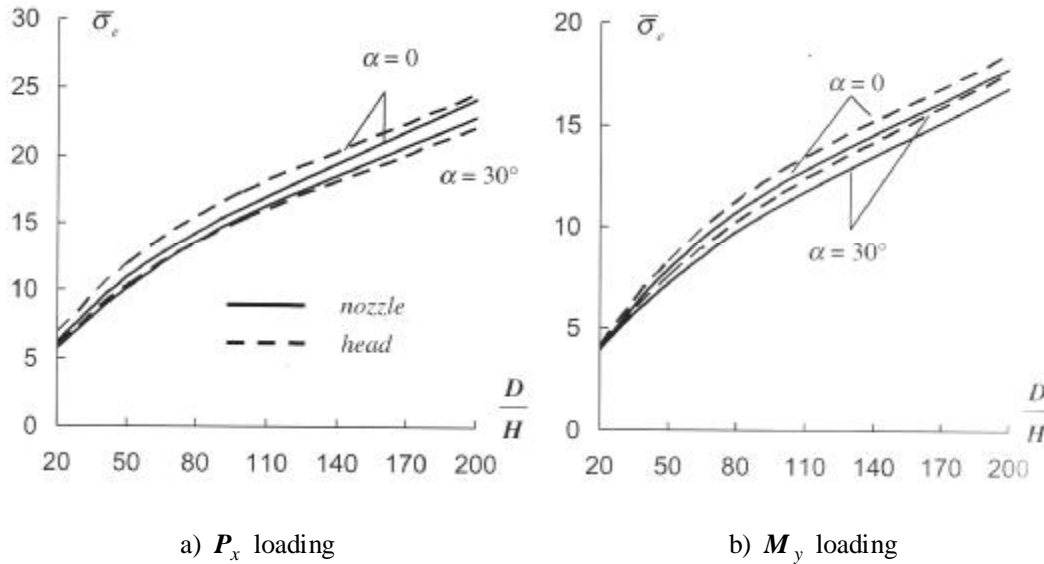 30
25
20
15
10
5
0
σ̄ₑ
α = 0
α = 30°
nozzle
head
D
H
20 50 80 110 140 170 200
a) Pₓ loading
20
15
10
5
0
σ̄ₑ
α = 0
α = 30°
D
H
20 50 80 110 140 170 200
b) M_y loading